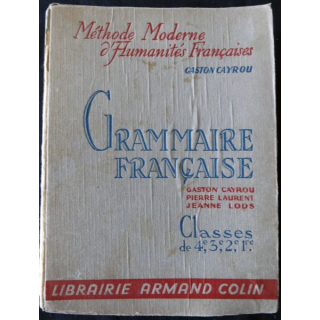 Méthode Moderne
d'Humanités Françaises
GASTON CAYROU
GRAMMAIRE
FRANÇAISE
GASTON CAYROU
PIERRE LAURENT
JEANNE LODS
Classes
de 4e, 3e, 2e, 1re
LIBRAIRIE ARMAND COLIN